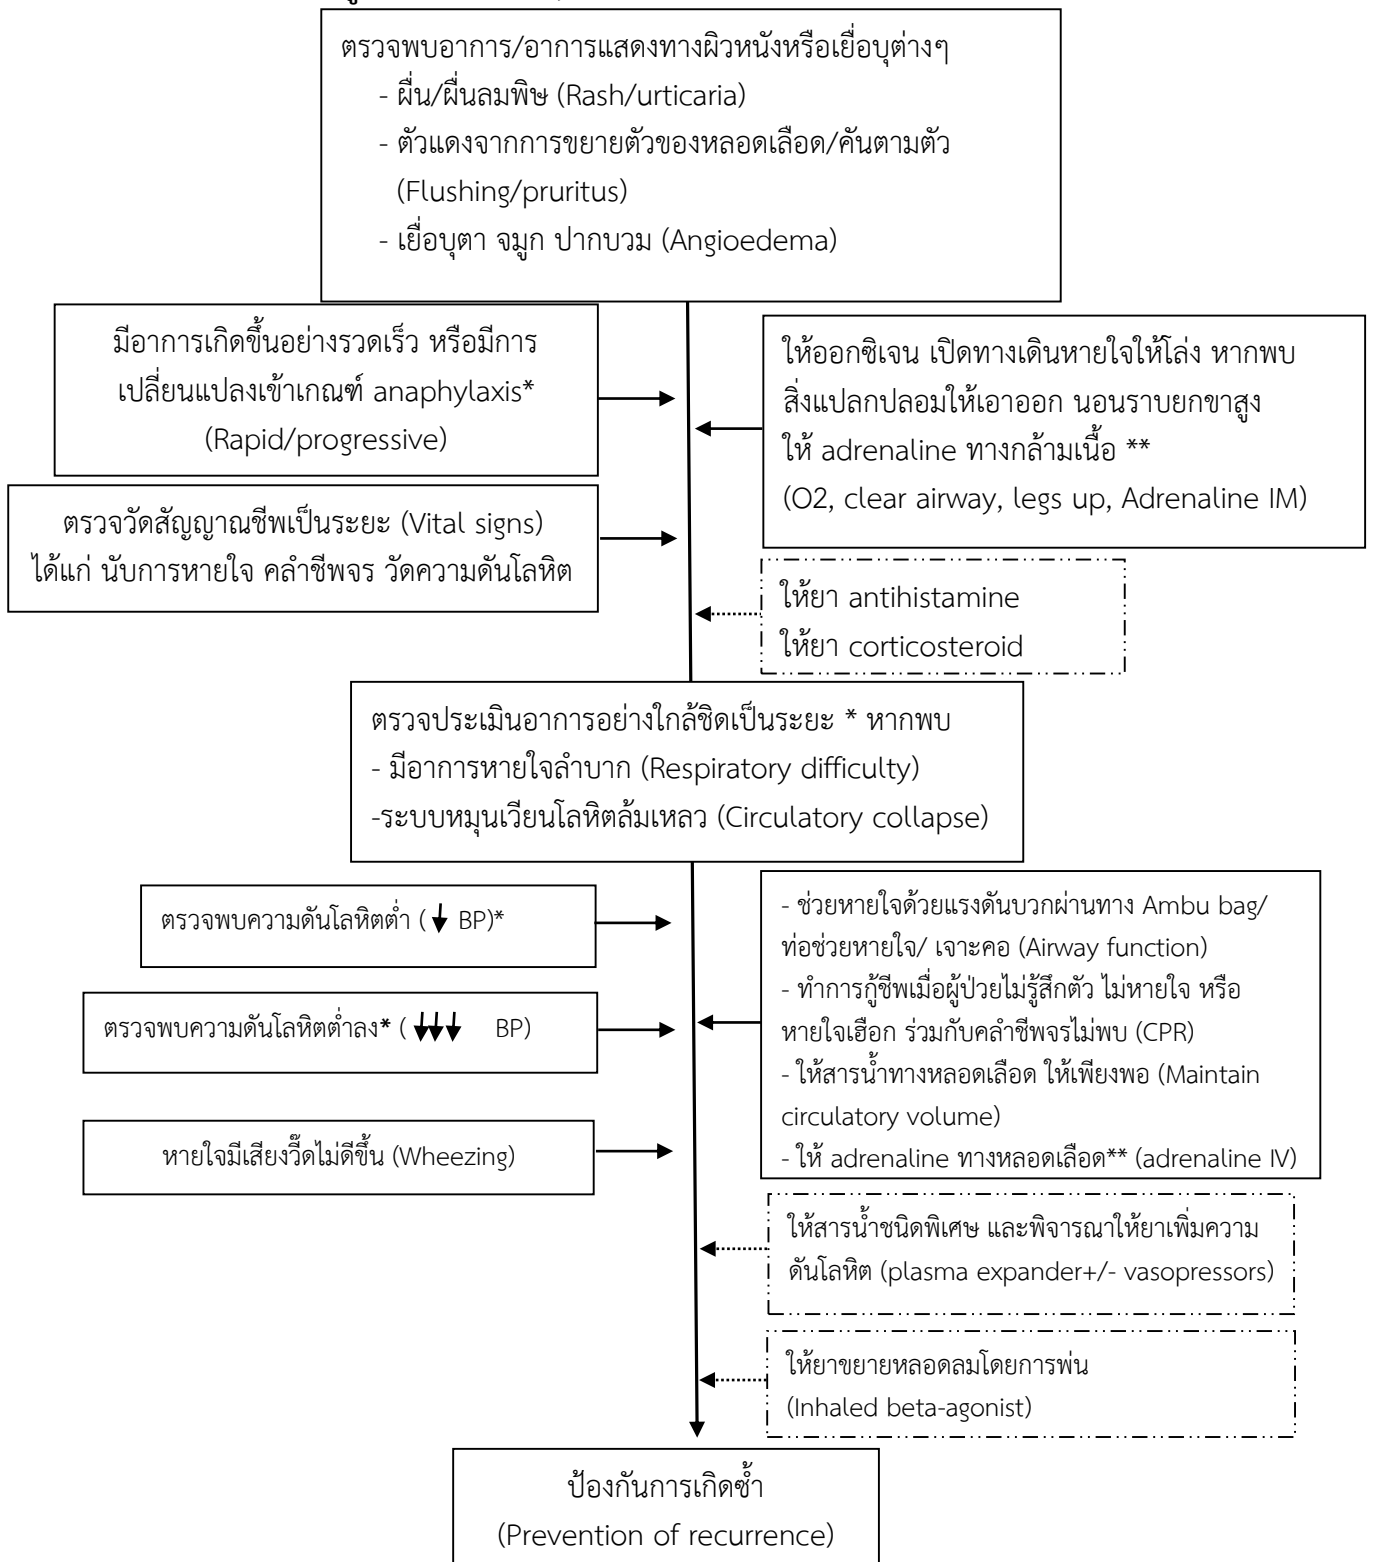 ตรวจพบอาการ/อาการแสดงทางผิวหนังหรือเยื่อบุต่างๆ
- ผื่น/ผื่นลมพิษ (Rash/urticaria)
- ตัวแดงจากการขยายตัวของหลอดเลือด/คันตามตัว
(Flushing/pruritus)
- เยื่อบุตา จมูก ปากบวม (Angioedema)
มีอาการเกิดขึ้นอย่างรวดเร็ว หรือมีการ
เปลี่ยนแปลงเข้าเกณฑ์ anaphylaxis*
(Rapid/progressive)
ให้ออกซิเจน เปิดทางเดินหายใจให้โล่ง หากพบ
สิ่งแปลกปลอมให้เอาออก นอนราบยกขาสูง
ให้ adrenaline ทางกล้ามเนื้อ **
(O2, clear airway, legs up, Adrenaline IM)
ตรวจวัดสัญญาณชีพเป็นระยะ (Vital signs)
ได้แก่ นับการหายใจ คลำชีพจร วัดความดันโลหิต
ให้ยา antihistamine
ให้ยา corticosteroid
ตรวจประเมินอาการอย่างใกล้ชิดเป็นระยะ * หากพบ
- มีอาการหายใจลำบาก (Respiratory difficulty)
-ระบบหมุนเวียนโลหิตล้มเหลว (Circulatory collapse)
ตรวจพบความดันโลหิตต่ำ (↓ BP)*
ตรวจพบความดันโลหิตต่ำลง* (↓↓↓ BP)
หายใจมีเสียงวี๊ดไม่ดีขึ้น (Wheezing)
- ช่วยหายใจด้วยแรงดันบวกผ่านทาง Ambu bag/
ท่อช่วยหายใจ/ เจาะคอ (Airway function)
- ทำการกู้ชีพเมื่อผู้ป่วยไม่รู้สึกตัว ไม่หายใจ หรือ
หายใจเฮือก ร่วมกับคลำชีพจรไม่พบ (CPR)
- ให้สารน้ำทางหลอดเลือด ให้เพียงพอ (Maintain
circulatory volume)
- ให้ adrenaline ทางหลอดเลือด** (adrenaline IV)
ให้สารน้ำชนิดพิเศษ และพิจารณาให้ยาเพิ่มความ
ดันโลหิต (plasma expander+/- vasopressors)
ให้ยาขยายหลอดลมโดยการพ่น
(Inhaled beta-agonist)
ป้องกันการเกิดซ้ำ
(Prevention of recurrence)